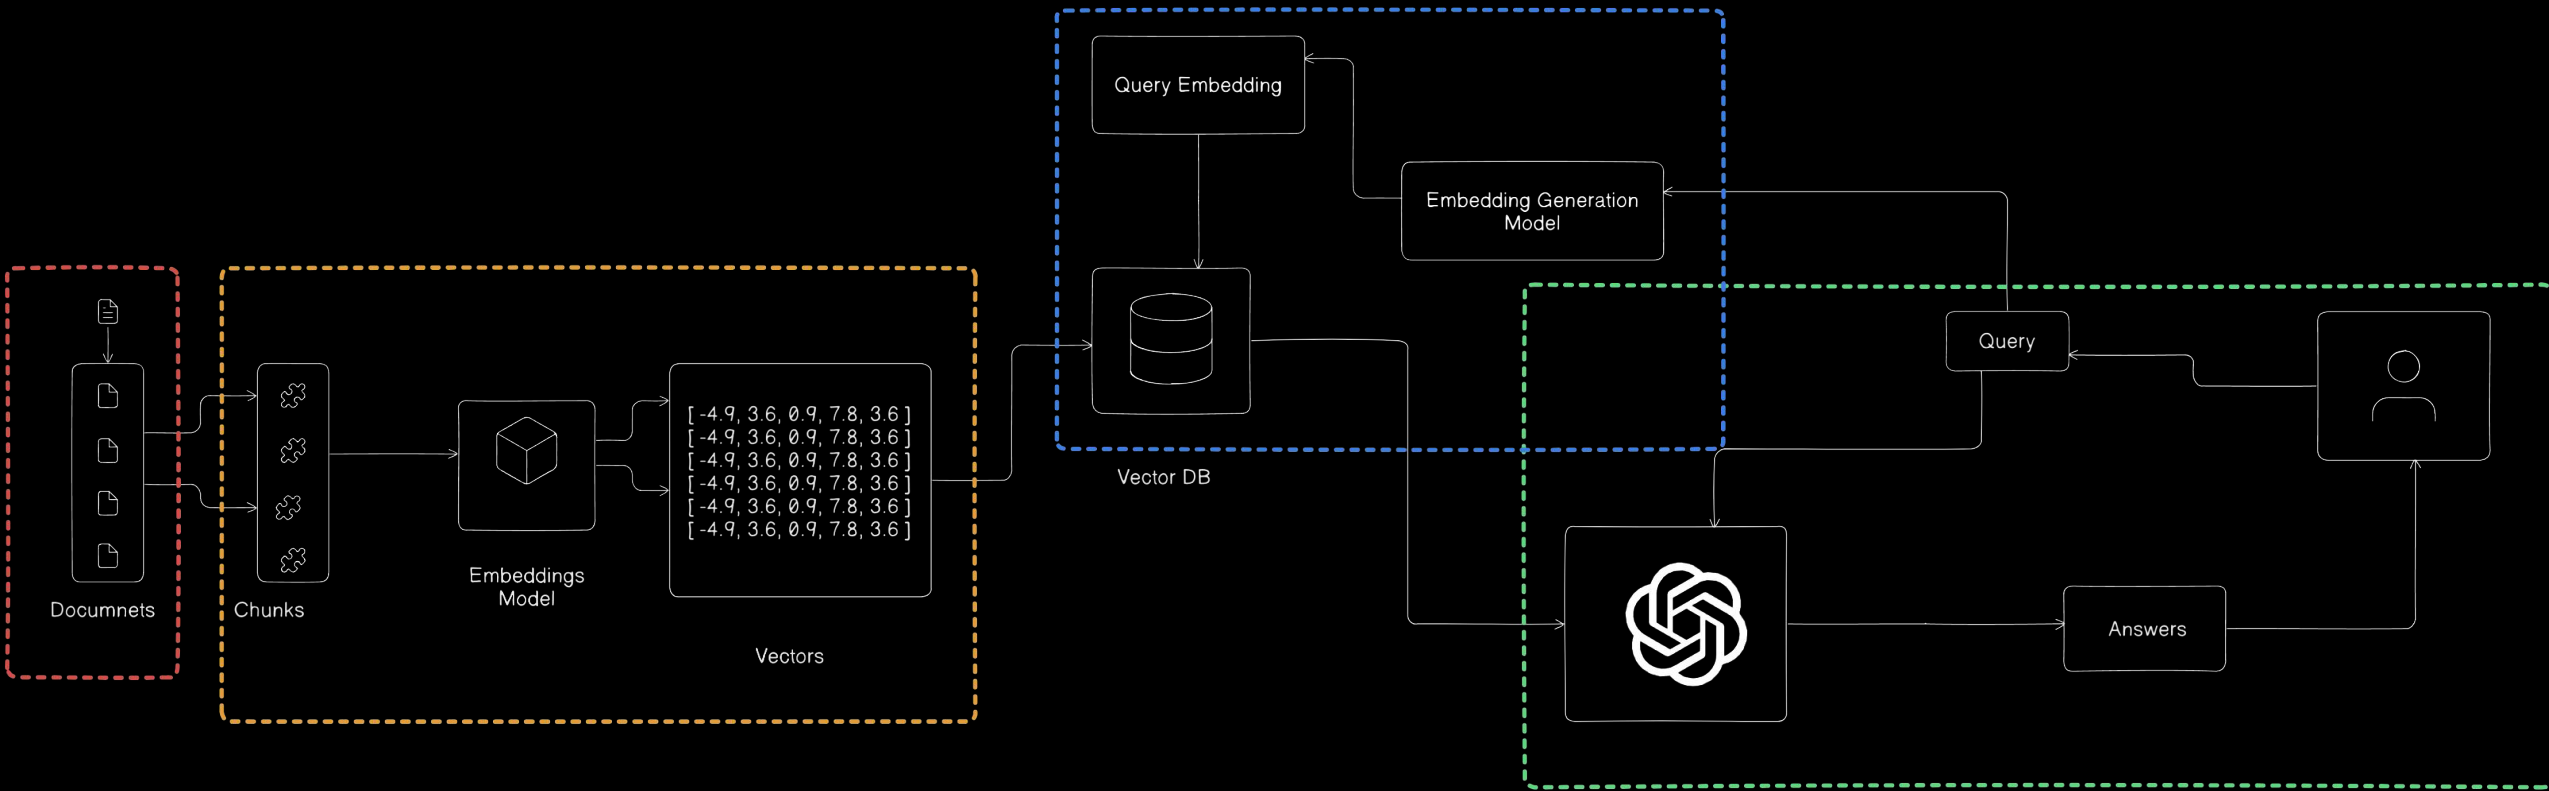 Documnets
Chunks
Embeddings
Model
[ -4.9, 3.6, 0.9, 7.8, 3.6 ]
[ -4.9, 3.6, 0.9, 7.8, 3.6 ]
[ -4.9, 3.6, 0.9, 7.8, 3.6 ]
[ -4.9, 3.6, 0.9, 7.8, 3.6 ]
[ -4.9, 3.6, 0.9, 7.8, 3.6 ]
[ -4.9, 3.6, 0.9, 7.8, 3.6 ]
Vectors
Query Embedding
Embedding Generation
Model
Vector DB
Query
Answers